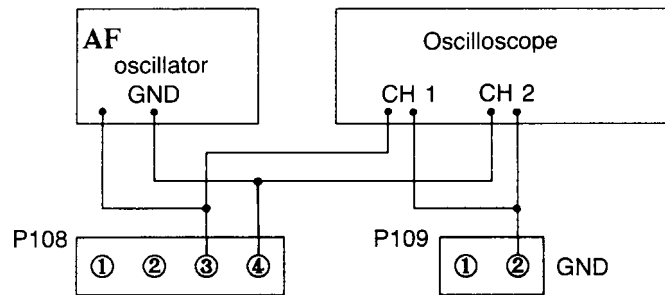 AF
oscillator
GND
Oscilloscope
CH 1 CH 2
P108
① ② ③ ④
P109
① ② GND